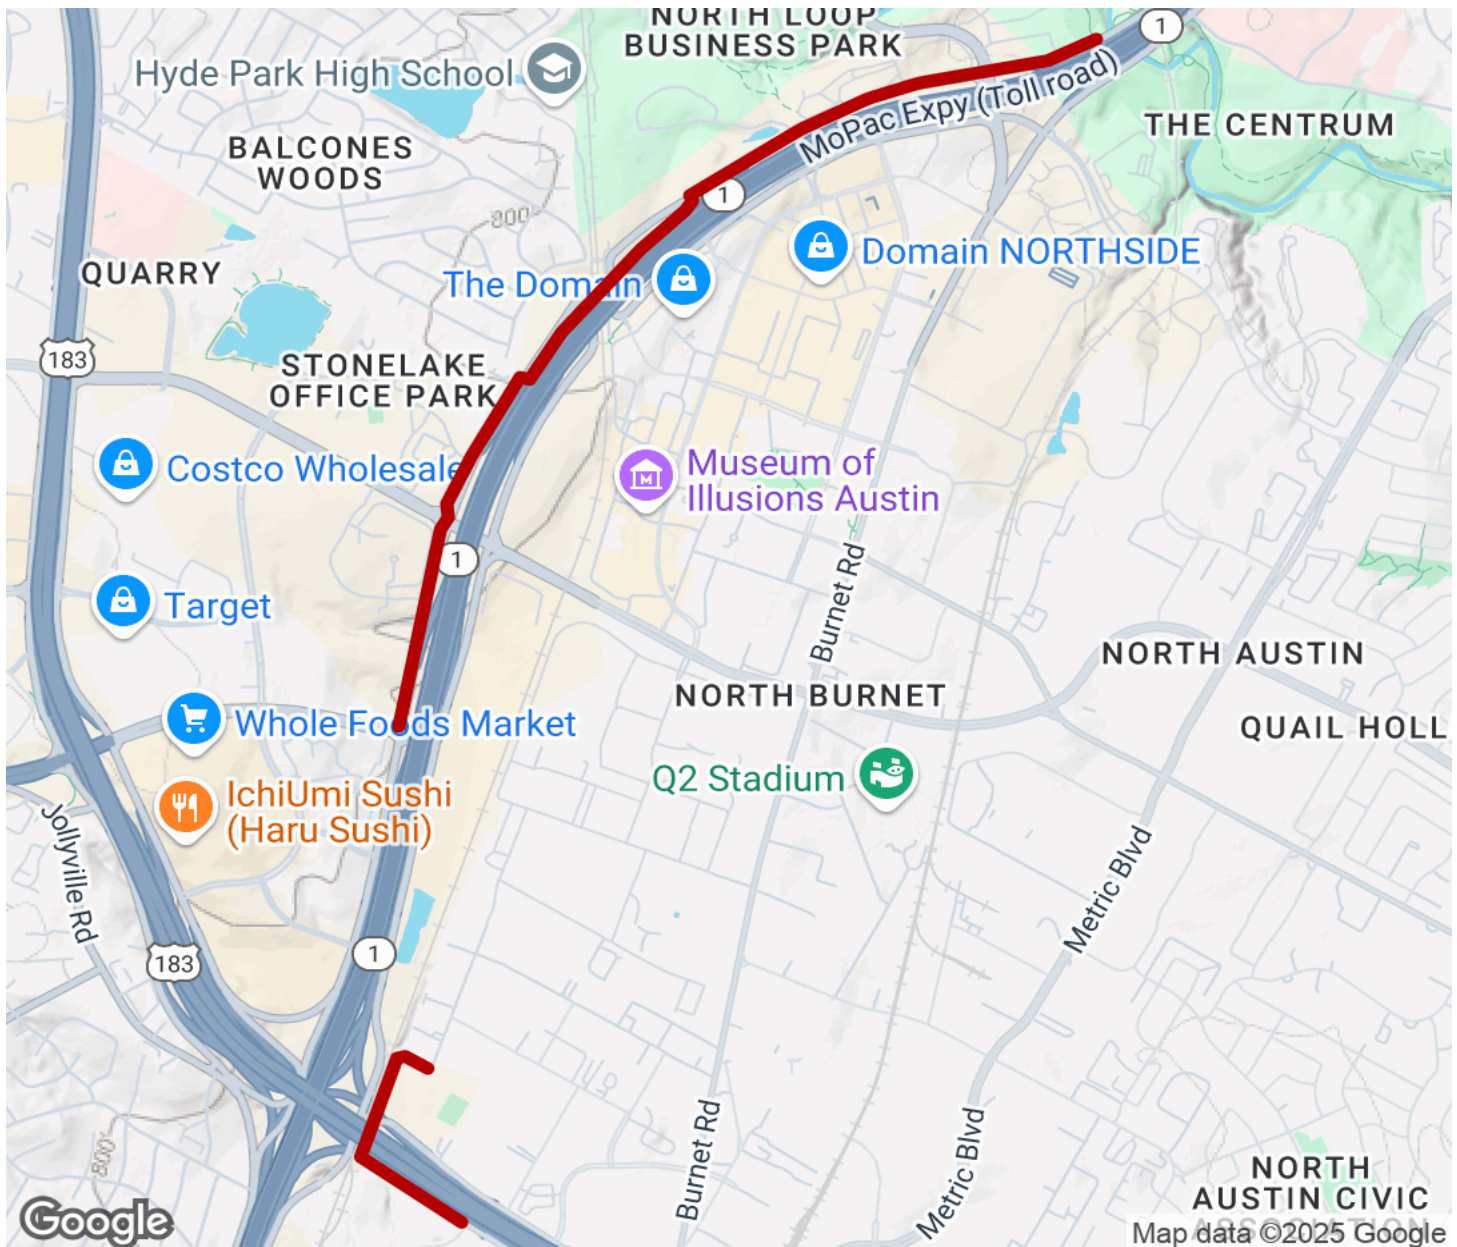 NORTH LOOP
BUSINESS PARK
1
Hyde Park High School
MoPac Expy (Toll road)
THE CENTRUM
BALCONES
WOODS
1
800
Domain NORTHSIDE
QUARRY
The Domain
183
STONELAKE
OFFICE PARK
Costco Wholesale
Museum of
Illusions Austin
1
Burnet Rd
Target
NORTH AUSTIN
NORTH BURNET
Whole Foods Market
QUAIL HOLL
Q2 Stadium
IchiUmi Sushi
(Haru Sushi)
Jollyville Rd
Metric Blvd
1
183
Burnet Rd
Metric Blvd
800
NORTH
AUSTIN CIVIC
ASSOCIATION
Google
Map data ©2025 Google